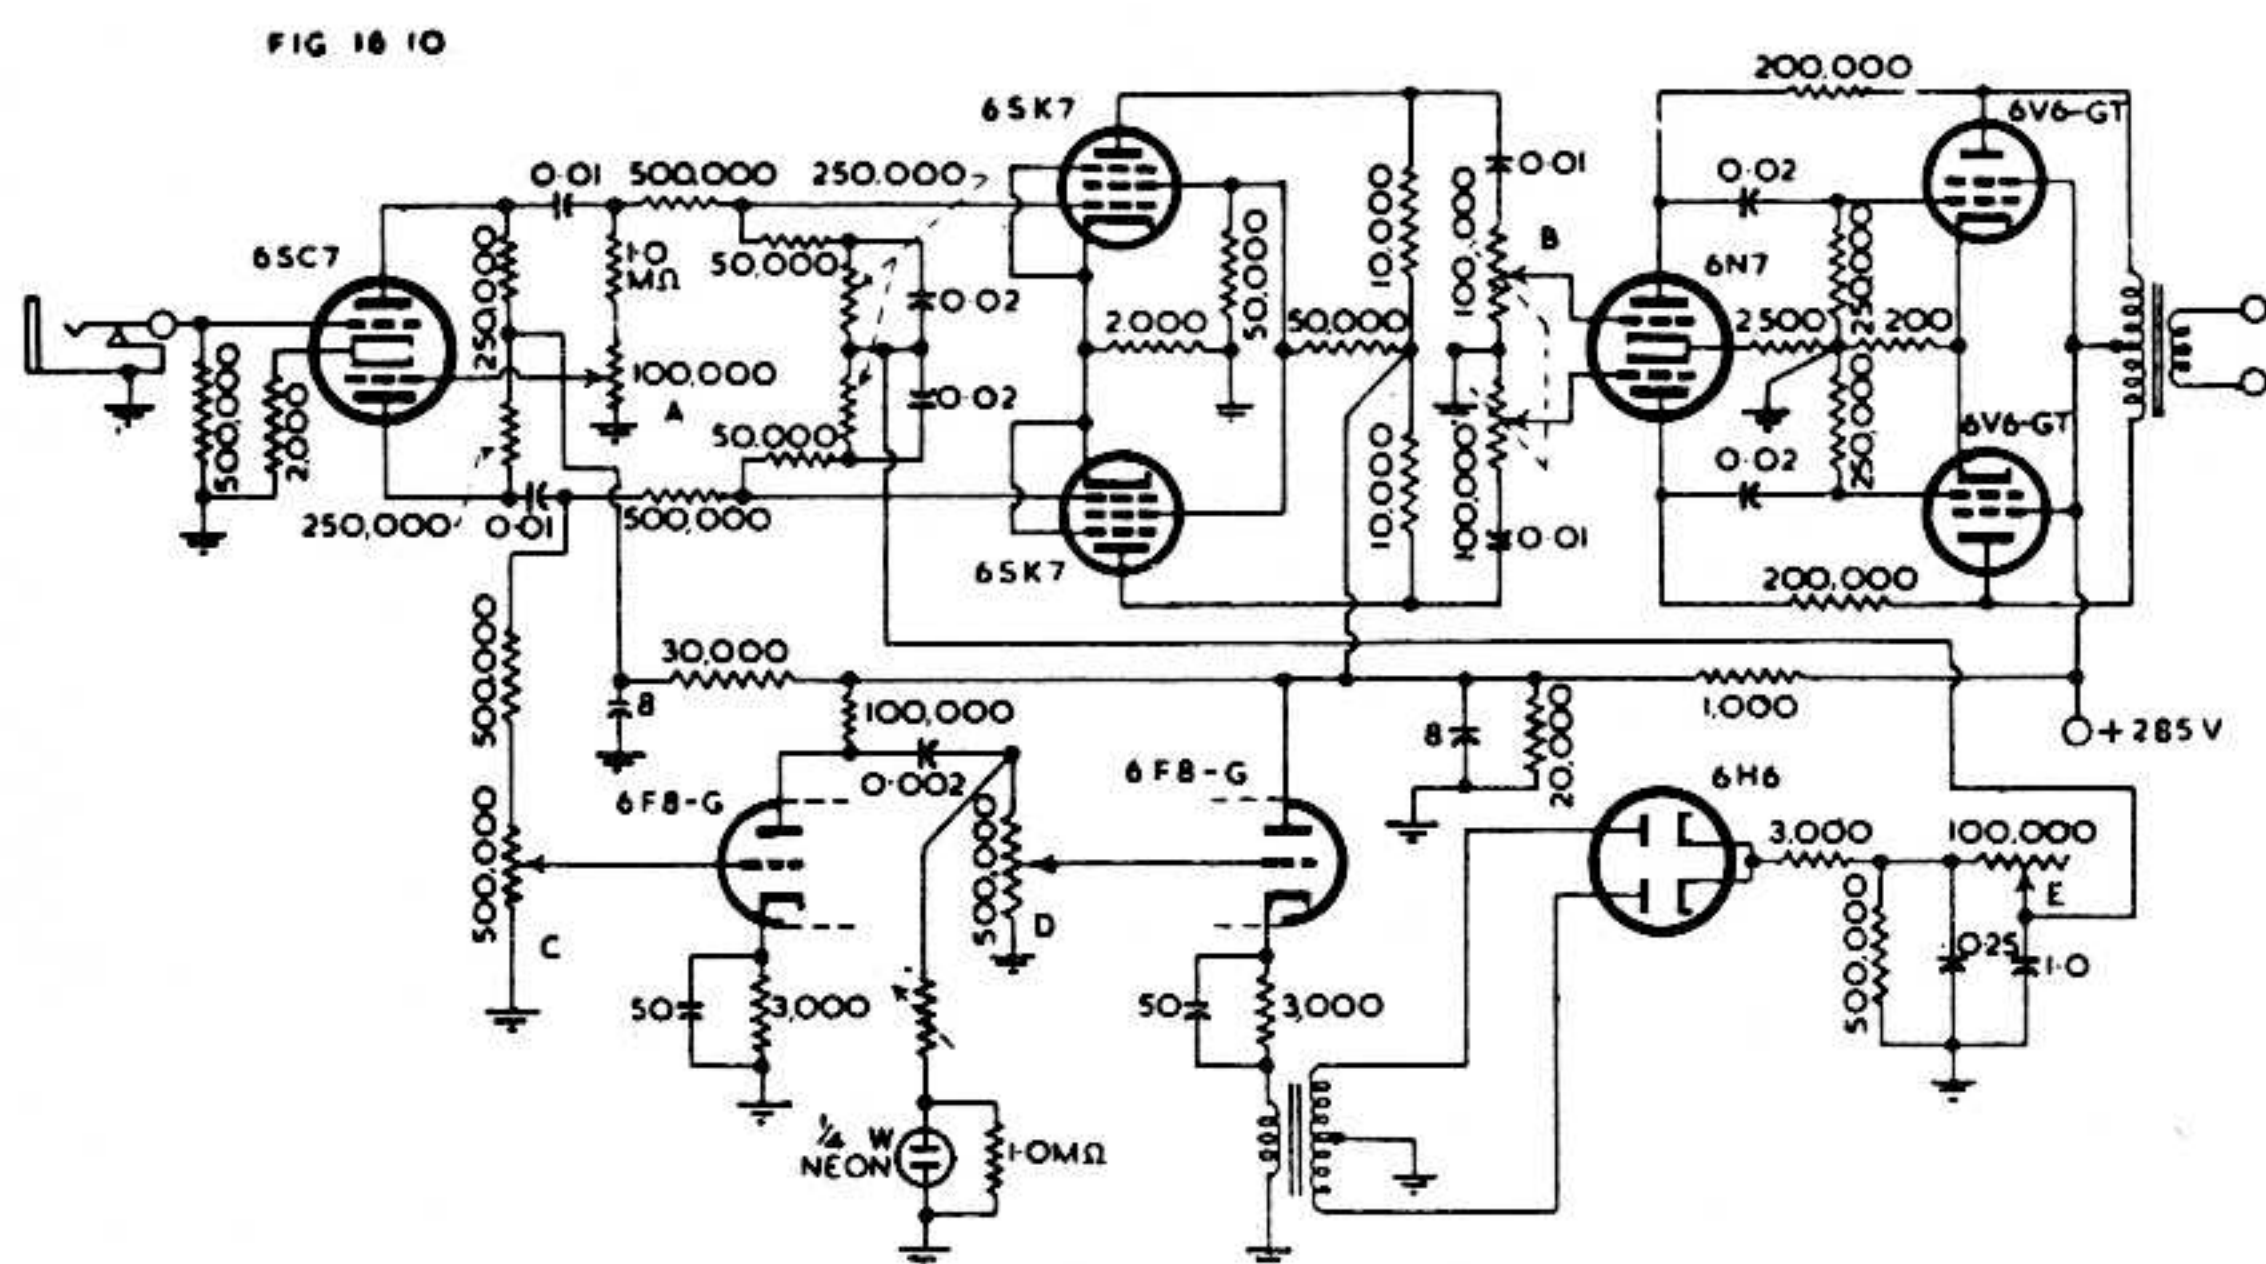 FIG 18 10
200,000
6V6-GT
6SK7
0·01
500,000
250,000
0·01
0·02
6SC7
250,000
1·0
MΩ
50,000
50,000
10,000
100,000
B
6N7
250,000
0·02
2,000
50,000
2500
200
500,000
2,000
100,000
A
0·02
50,000
10,000
100,000
0·02
250,000
6V6-GT
250,000
0·01
500,000
6SK7
0·01
200,000
500,000
30,000
8
100,000
8
20,000
1,000
+285V
6F8-G
0·002
6F8-G
6H6
500,000
C
500,000
D
3,000
100,000
E
500,000
0·25
1·0
50
3,000
50
3,000
¼ W
NEON
1·0MΩ